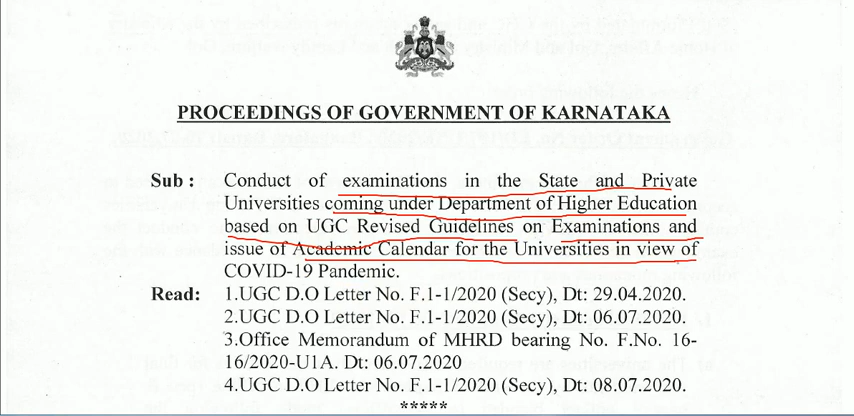 PROCEEDINGS OF GOVERNMENT OF KARNATAKA
Sub : Conduct of examinations in the State and Private
Universities coming under Department of Higher Education
based on UGC Revised Guidelines on Examinations and
issue of Academic Calendar for the Universities in view of
COVID-19 Pandemic.
Read: 1.UGC D.O Letter No. F.1-1/2020 (Secy), Dt: 29.04.2020.
2.UGC D.O Letter No. F.1-1/2020 (Secy), Dt: 06.07.2020.
3.Office Memorandum of MHRD bearing No. F.No. 16-
16/2020-U1A. Dt: 06.07.2020
4.UGC D.O Letter No. F.1-1/2020 (Secy), Dt: 08.07.2020.
*****